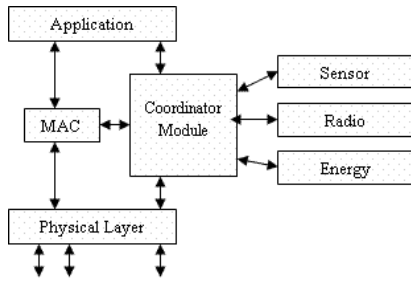 Application
Sensor
Coordinator
Module
MAC
Radio
Energy
Physical Layer